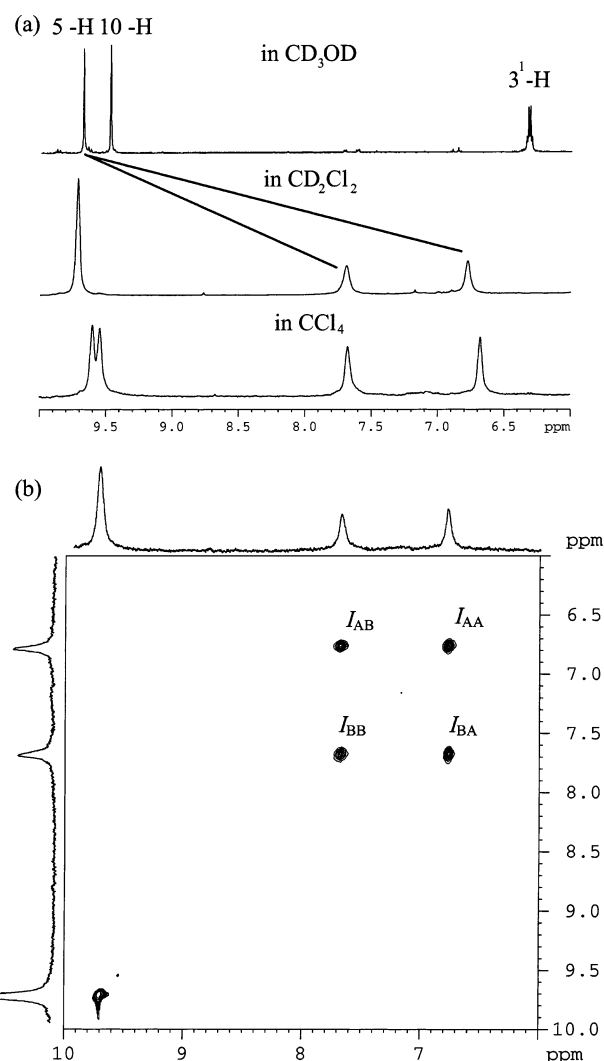 (a)
5 -H 10 -H
in CD3OD
3^1-H
in CD2Cl2
in CCl4
9.5 9.0 8.5 8.0 7.5 7.0 6.5 ppm
(b)
ppm
IAB IAA
6.5
7.0
IBB IBA
7.5
8.0
8.5
9.0
9.5
10.0
10 9 8 7 ppm